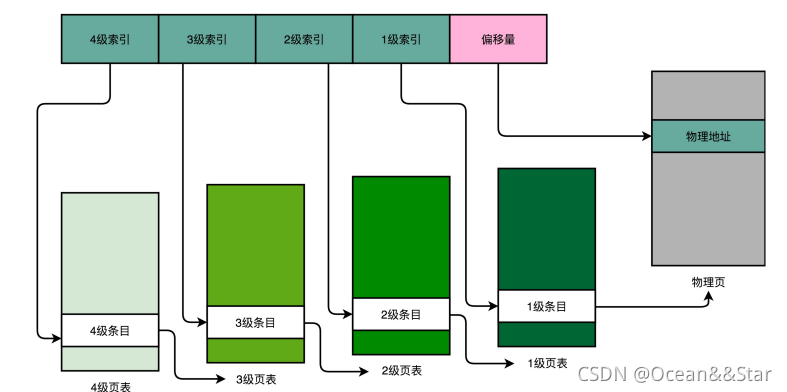 4级索引
3级索引
2级索引
1级索引
偏移量
物理地址
物理页
4级条目
3级条目
2级条目
1级条目
4级页表
3级页表
2级页表
1级页表
CSDN @Ocean&&Star